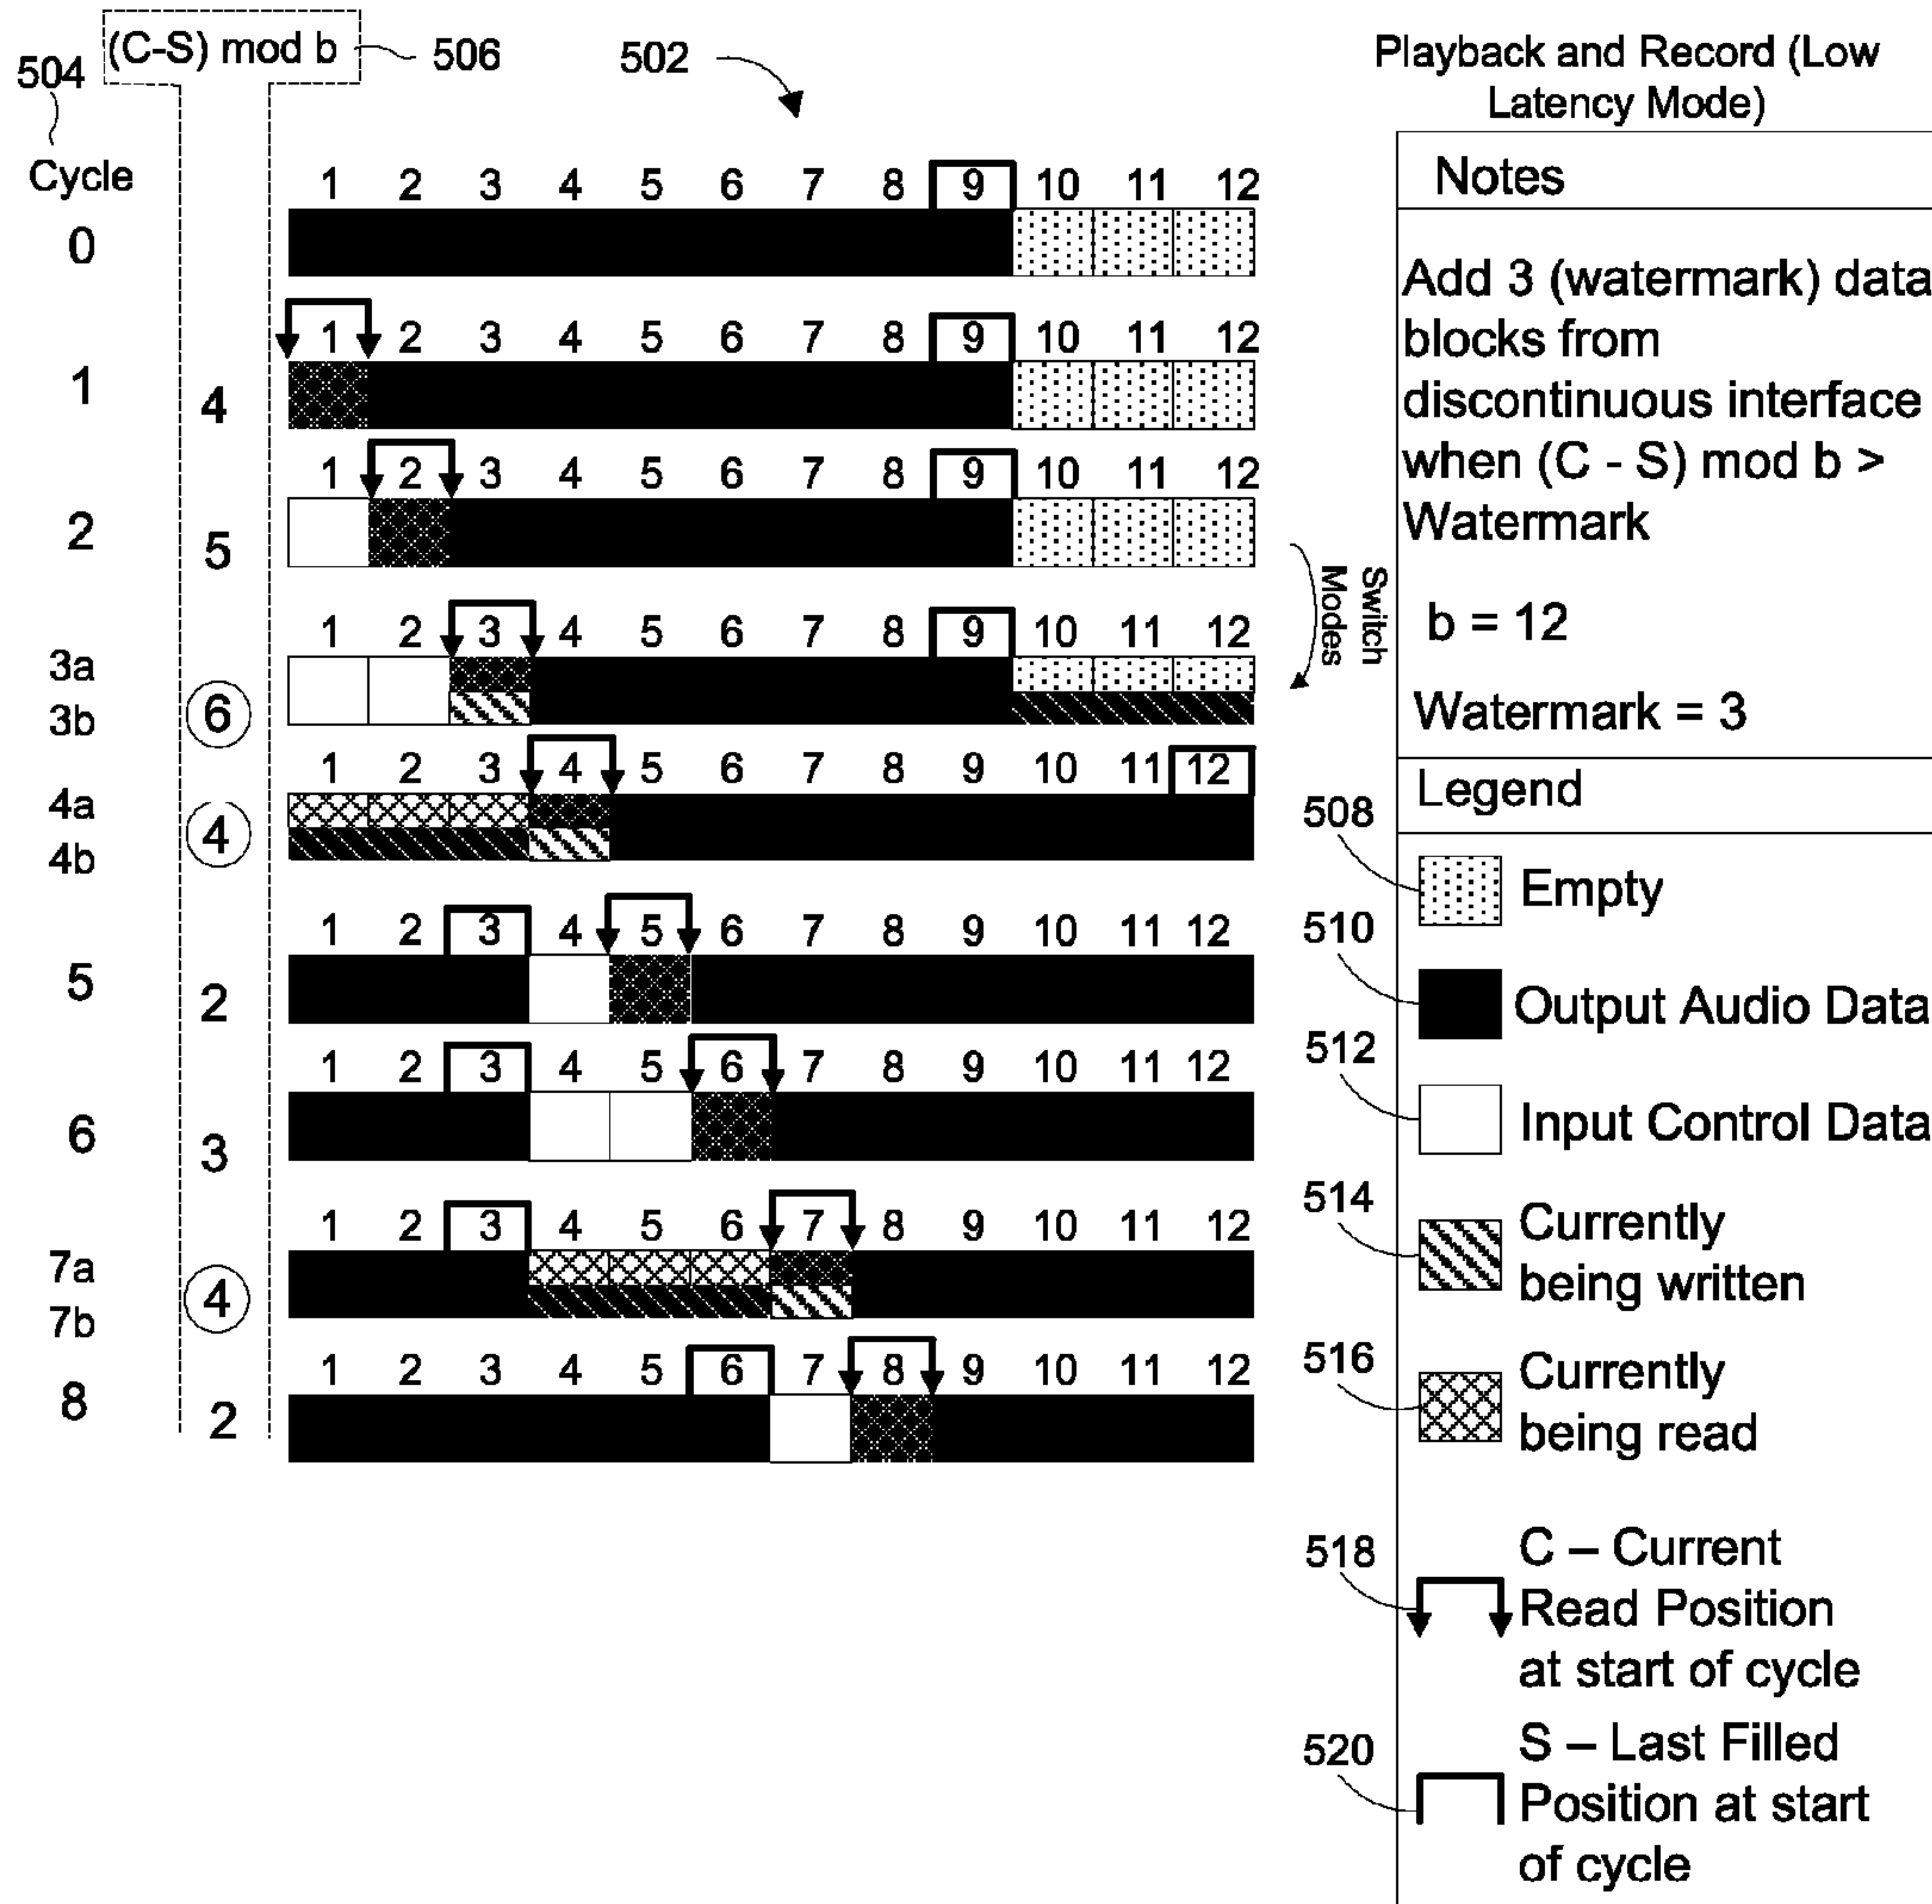 (C-S) mod b
506
502
504
Cycle
Playback and Record (Low
Latency Mode)
Notes
Add 3 (watermark) data
blocks from
discontinuous interface
when (C - S) mod b >
Watermark
b = 12
Watermark = 3
1 2 3 4 5 6 7 8 9 10 11 12
0
1 2 3 4 5 6 7 8 9 10 11 12
1
4
1 2 3 4 5 6 7 8 9 10 11 12
2
5
Switch
Modes
1 2 3 4 5 6 7 8 9 10 11 12
3a
3b
6
1 2 3 4 5 6 7 8 9 10 11 12
4a
4b
4
1 2 3 4 5 6 7 8 9 10 11 12
5
2
1 2 3 4 5 6 7 8 9 10 11 12
6
3
1 2 3 4 5 6 7 8 9 10 11 12
7a
7b
4
1 2 3 4 5 6 7 8 9 10 11 12
8
2
Legend
508
Empty
510
Output Audio Data
512
Input Control Data
514
Currently
being written
516
Currently
being read
518
C – Current
Read Position
at start of cycle
520
S – Last Filled
Position at start
of cycle